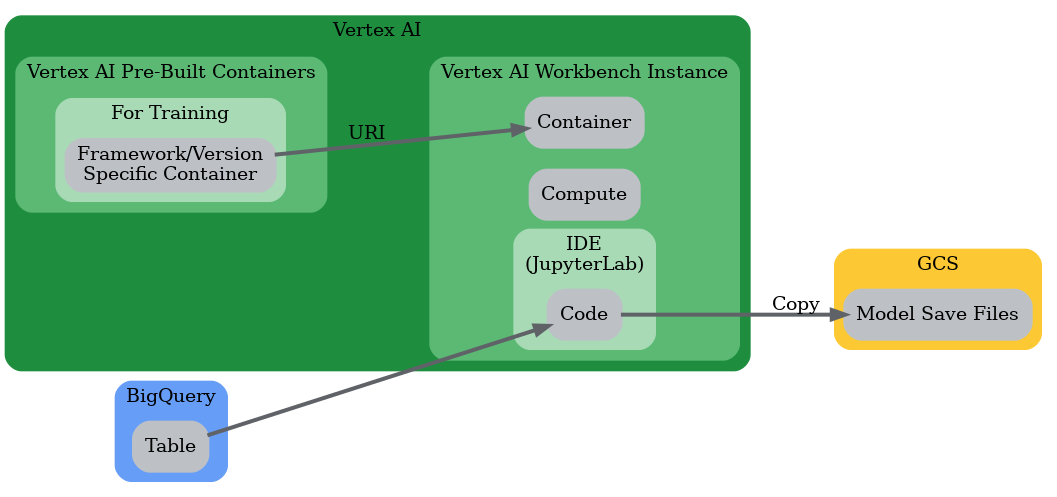 Vertex AI
Vertex AI Pre-Built Containers
For Training
Framework/Version
Specific Container
URI
Vertex AI Workbench Instance
Container
Compute
IDE
(JupyterLab)
Code
Copy
GCS
Model Save Files
BigQuery
Table